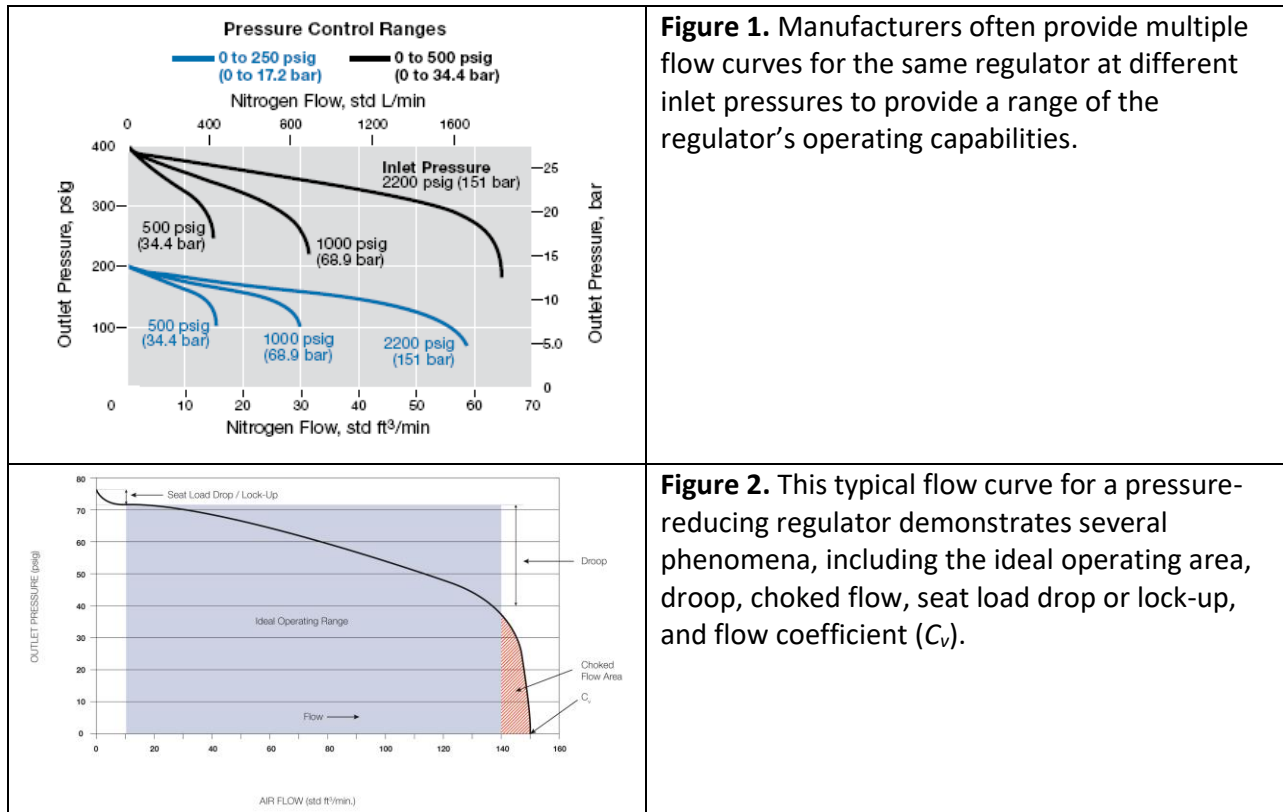 Pressure Control Ranges
0 to 250 psig
(0 to 17.2 bar)
0 to 500 psig
(0 to 34.4 bar)
Nitrogen Flow, std L/min
0 400 800 1200 1600
400
300
200
100
0
Outlet Pressure, psig
Inlet Pressure
2200 psig (151 bar)
500 psig
(34.4 bar)
1000 psig
(68.9 bar)
500 psig
(34.4 bar)
1000 psig
(68.9 bar)
2200 psig
(151 bar)
25
20
15
10
5.0
0
Outlet Pressure, bar
10 20 30 40 50 60 70
Nitrogen Flow, std ft³/min
Figure 1. Manufacturers often provide multiple
flow curves for the same regulator at different
inlet pressures to provide a range of the
regulator’s operating capabilities.
80
70
60
50
40
30
20
10
0
OUTLET PRESSURE (psig)
Seat Load Drop / Lock-Up
Droop
Ideal Operating Range
Choked
Flow Area
Cv
Flow
0 20 40 60 80 100 120 140 160
AIR FLOW (std ft³/min.)
Figure 2. This typical flow curve for a pressure-
reducing regulator demonstrates several
phenomena, including the ideal operating area,
droop, choked flow, seat load drop or lock-up,
and flow coefficient (Cv).